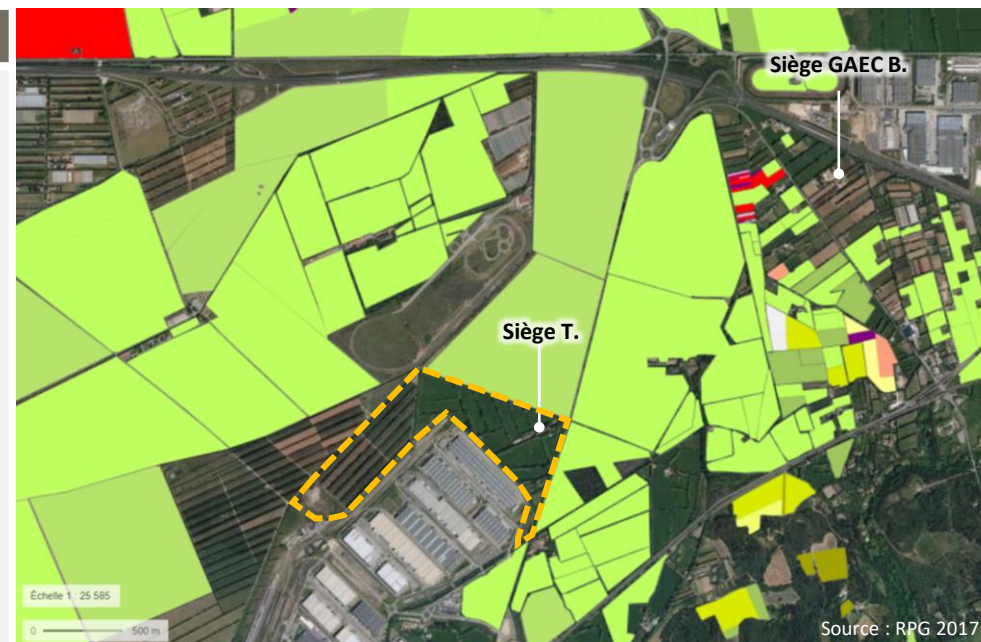 Siège GAEC B.
Siège T.
Échelle 1 : 25 585
0 500 m
Source : RPG 2017